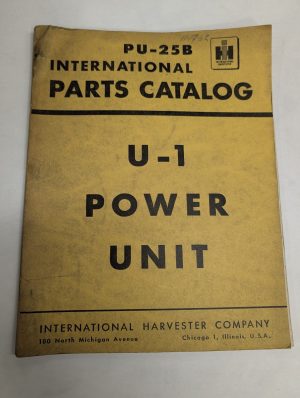 PU-25B
INTERNATIONAL
PARTS CATALOG
U-1
POWER
UNIT
INTERNATIONAL HARVESTER COMPANY
180 North Michigan Avenue Chicago 1, Illinois, U.S.A.